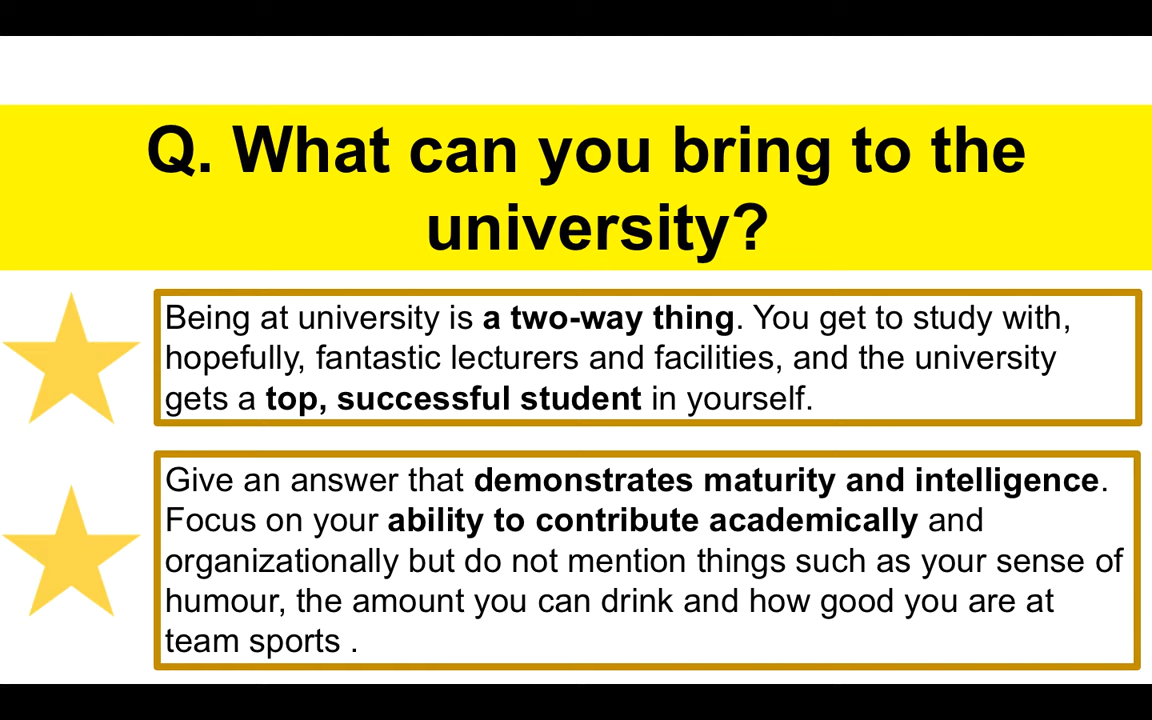 Q. What can you bring to the
university?
Being at university is a two-way thing. You get to study with,
hopefully, fantastic lecturers and facilities, and the university
gets a top, successful student in yourself.
Give an answer that demonstrates maturity and intelligence.
Focus on your ability to contribute academically and
organizationally but do not mention things such as your sense of
humour, the amount you can drink and how good you are at
team sports .